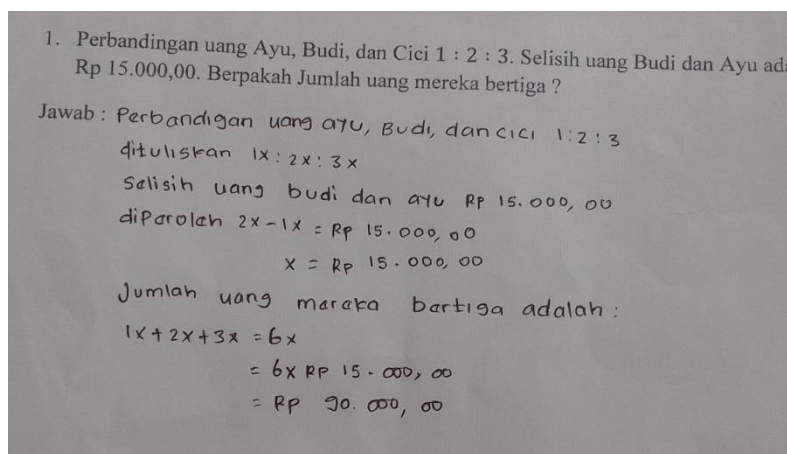 1. Perbandingan uang Ayu, Budi, dan Cici 1 : 2 : 3. Selisih uang Budi dan Ayu ada
Rp 15.000,00. Berpakah Jumlah uang mereka bertiga ?
Jawab : Perbandigan uang ayu, Budi, dan cici 1 : 2 : 3
dituliskan 1x : 2x : 3x
Selisih uang budi dan ayu Rp 15.000,00
diperoleh 2x - 1x = Rp 15.000,00
x = Rp 15.000,00
Jumlah uang mereka bertiga adalah :
1x + 2x + 3x = 6x
= 6x Rp 15.000,00
= Rp 90.000,00